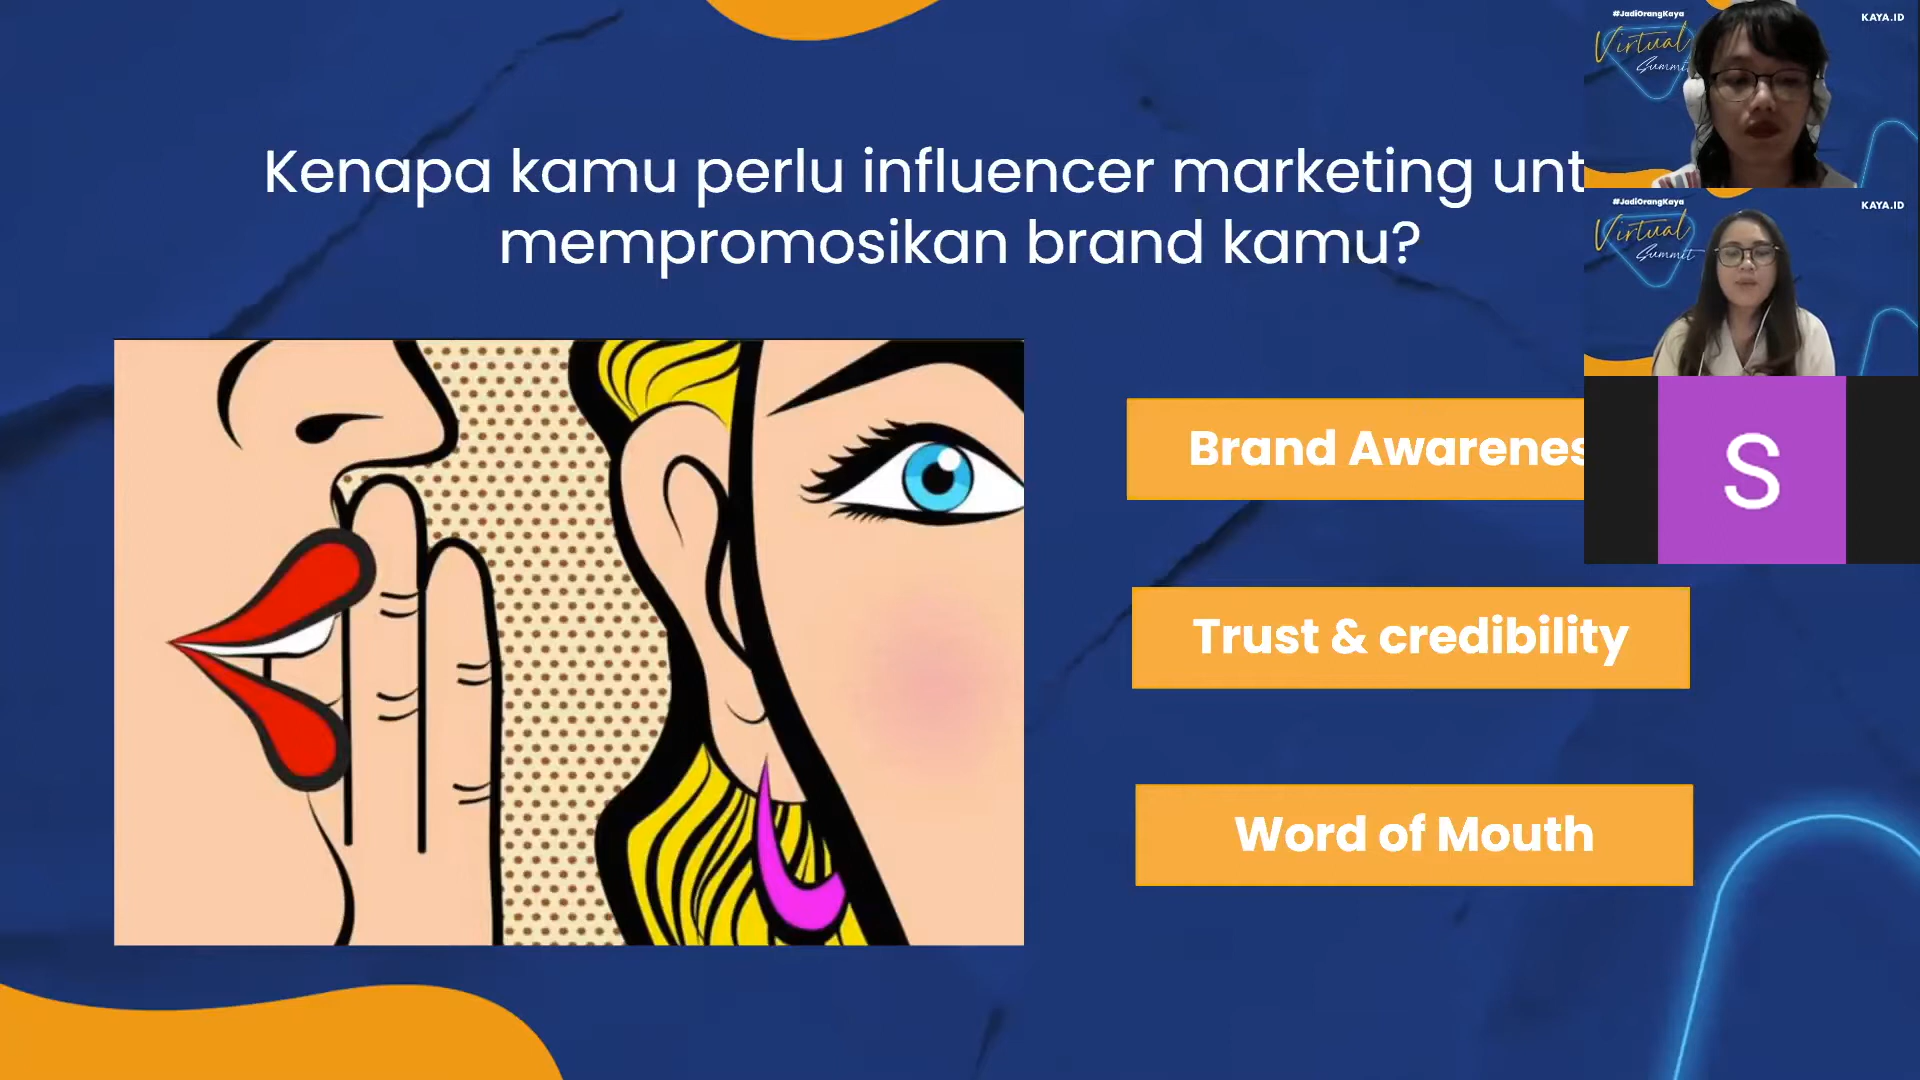 Kenapa kamu perlu influencer marketing unt
mempromosikan brand kamu?
Brand Awarenes
Trust & credibility
Word of Mouth
#JadiOrangKaya
Virtual
Summit
KAYA.ID
#JadiOrangKaya
Virtual
Summit
KAYA.ID
S